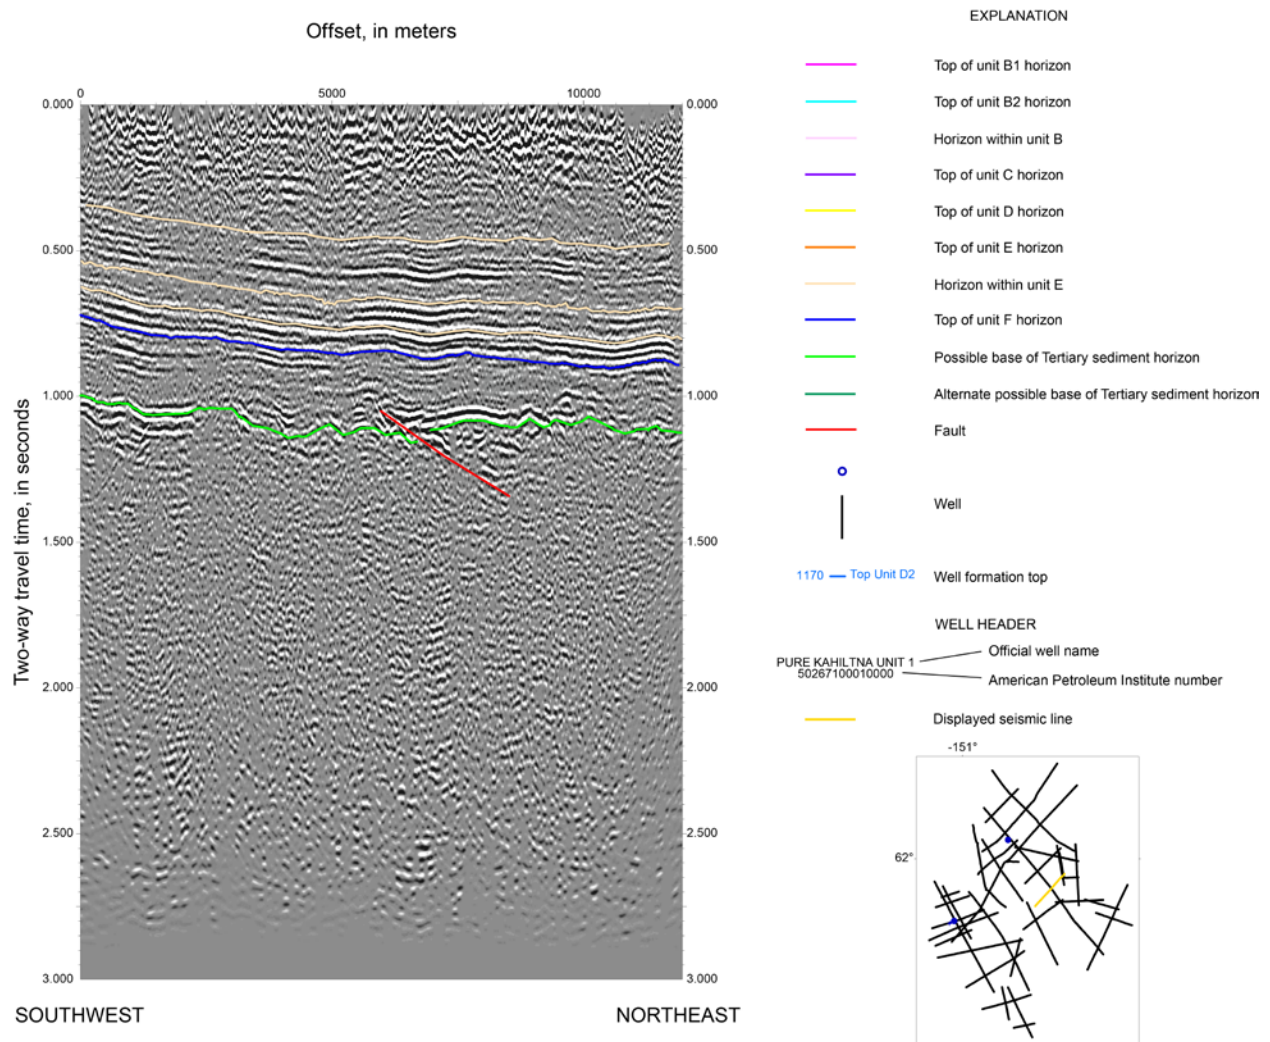 Offset, in meters
0 5000 10000
0.000 0.000
0.500 0.500
1.000 1.000
1.500 1.500
2.000 2.000
2.500 2.500
3.000 3.000
Two-way travel time, in seconds
SOUTHWEST NORTHEAST
EXPLANATION
Top of unit B1 horizon
Top of unit B2 horizon
Horizon within unit B
Top of unit C horizon
Top of unit D horizon
Top of unit E horizon
Horizon within unit E
Top of unit F horizon
Possible base of Tertiary sediment horizon
Alternate possible base of Tertiary sediment horizon
Fault
Well
1170 Top Unit D2 Well formation top
WELL HEADER
Official well name
PURE KAHILTNA UNIT 1
50267100010000
American Petroleum Institute number
Displayed seismic line
-151°
62°